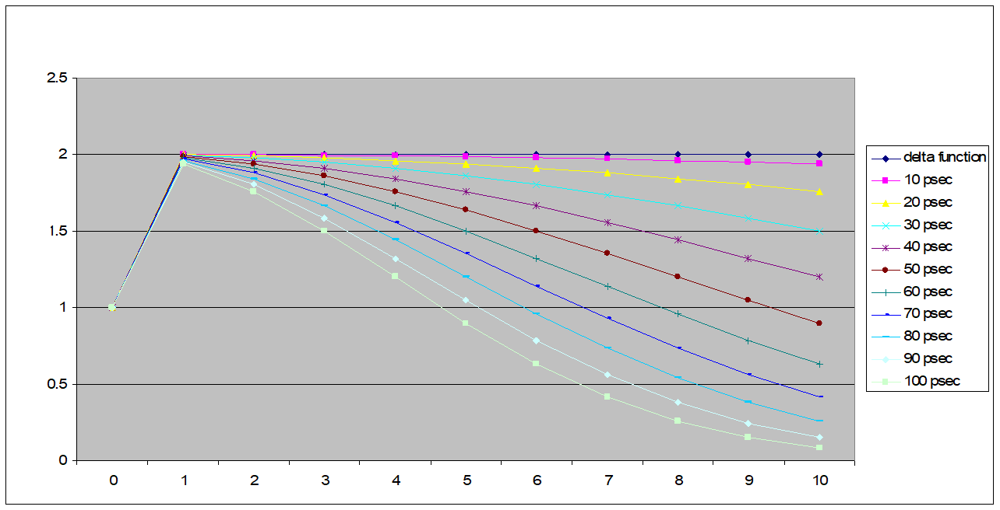 2.5
2
1.5
1
0.5
0
0 1 2 3 4 5 6 7 8 9 10
delta function
10 psec
20 psec
30 psec
40 psec
50 psec
60 psec
70 psec
80 psec
90 psec
100 psec